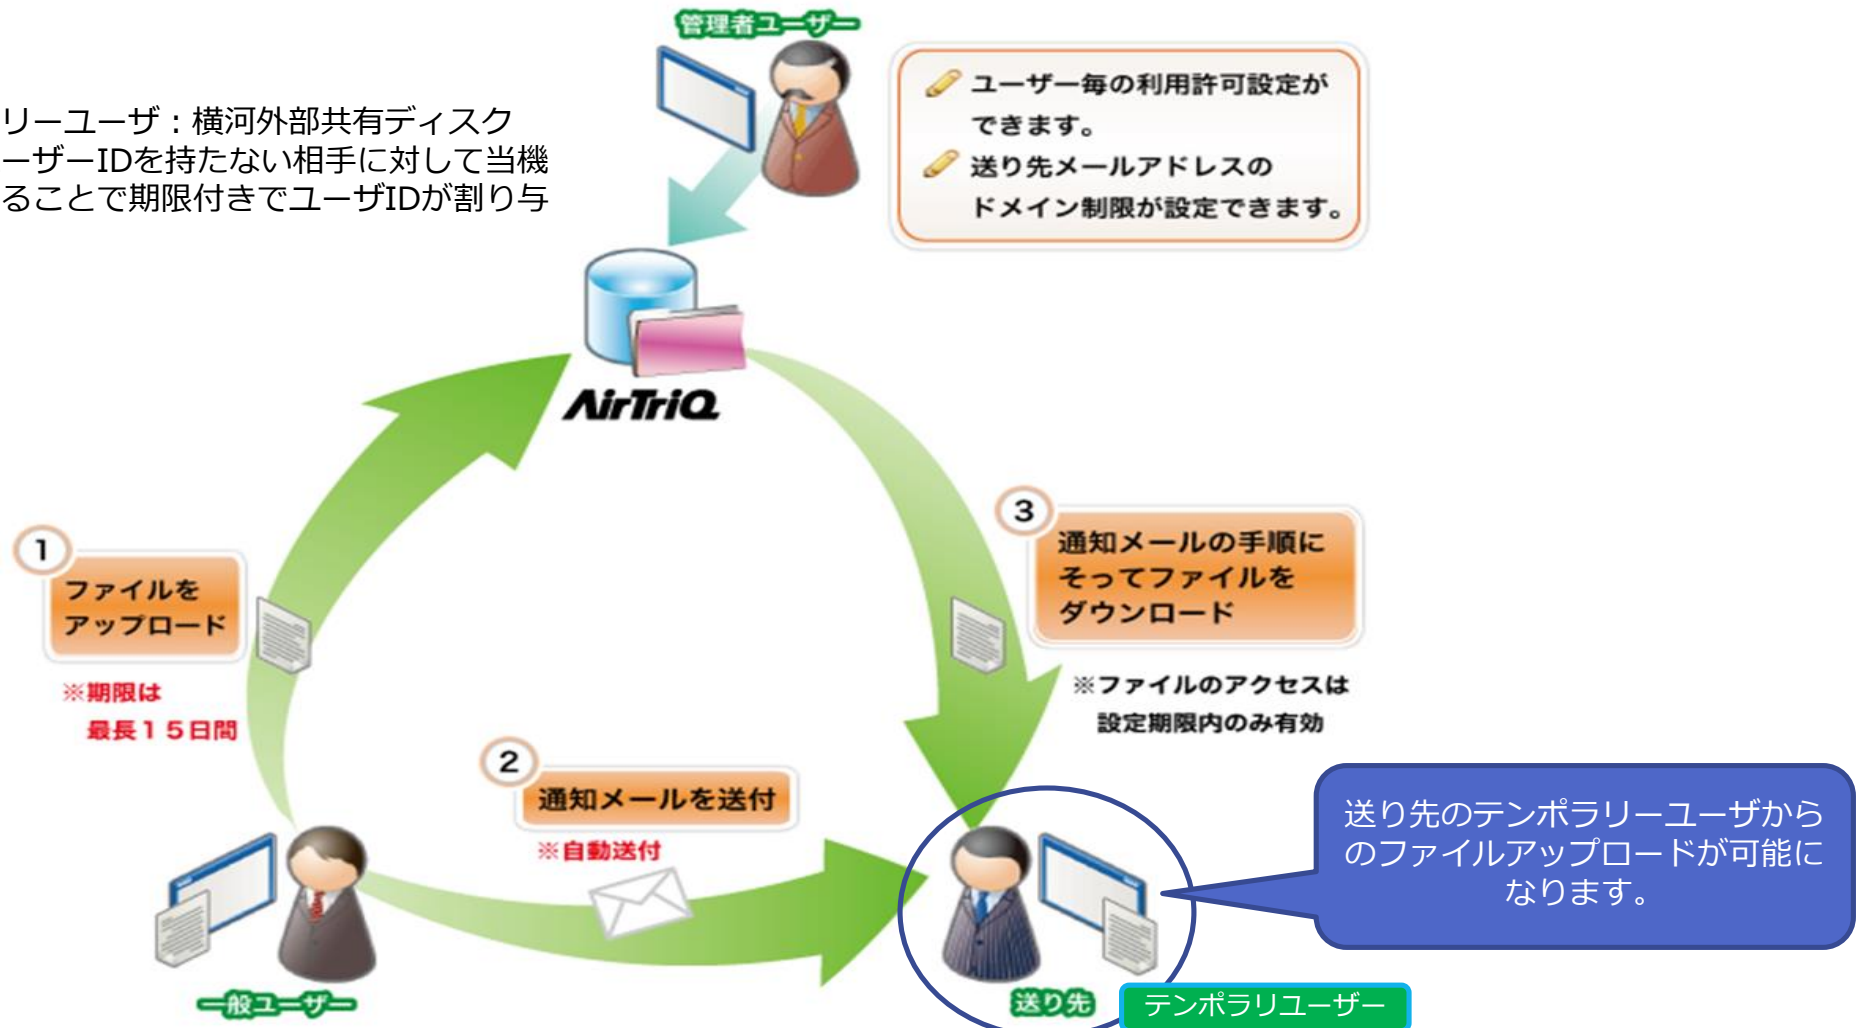 管理者ユーザー
リーユーザ：横河外部共有ディスク
ーザーIDを持たない相手に対して当機
ることで期限付きでユーザIDが割り与
ユーザー毎の利用許可設定が
できます。
送り先メールアドレスの
ドメイン制限が設定できます。
AirTriQ
1
ファイルを
アップロード
※期限は
最長１５日間
3
通知メールの手順に
そってファイルを
ダウンロード
※ファイルのアクセスは
設定期限内のみ有効
2
通知メールを送付
※自動送付
送り先のテンポラリーユーザから
のファイルアップロードが可能に
なります。
一般ユーザー
送り先
テンポラリユーザー